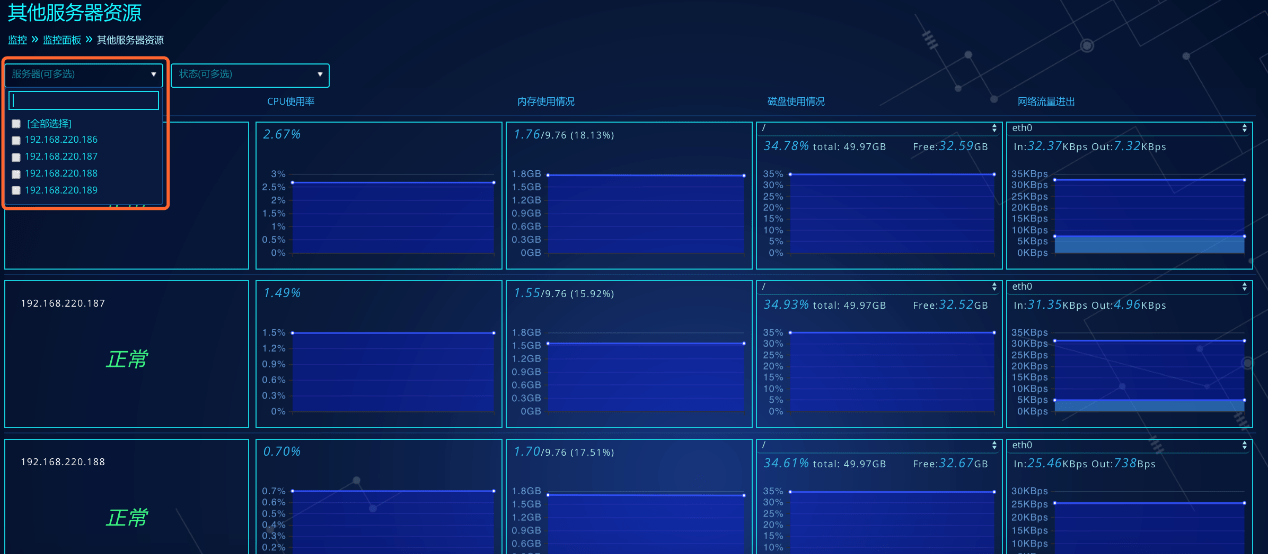 其他服务器资源
监控 » 监控面板 » 其他服务器资源
服务器(可多选) ▼ 状态(可多选) ▼
[全部选择]
192.168.220.186
192.168.220.187
192.168.220.188
192.168.220.189
CPU使用率 内存使用情况 磁盘使用情况 网络流量进出
2.67%
3%
2.5%
2%
1.5%
1%
0.5%
0%
1.76/9.76 (18.13%)
1.8GB
1.5GB
1.2GB
0.9GB
0.6GB
0.3GB
0GB
/
34.78% total: 49.97GB Free:32.59GB
35%
30%
25%
20%
15%
10%
5%
0%
eth0
In:32.37KBps Out:7.32KBps
35KBps
30KBps
25KBps
20KBps
15KBps
10KBps
5KBps
0KBps
192.168.220.187
正常
1.49%
1.5%
1.2%
0.9%
0.6%
0.3%
0%
1.55/9.76 (15.92%)
1.8GB
1.5GB
1.2GB
0.9GB
0.6GB
0.3GB
0GB
/
34.93% total: 49.97GB Free:32.52GB
35%
30%
25%
20%
15%
10%
5%
0%
eth0
In:31.35KBps Out:4.96KBps
35KBps
30KBps
25KBps
20KBps
15KBps
10KBps
5KBps
0KBps
192.168.220.188
正常
0.70%
0.7%
0.6%
0.5%
0.4%
0.3%
0.2%
1.70/9.76 (17.51%)
1.8GB
1.5GB
1.2GB
0.9GB
0.6GB
/
34.61% total: 49.97GB Free:32.67GB
35%
30%
25%
20%
15%
10%
eth0
In:25.46KBps Out:738Bps
30KBps
25KBps
20KBps
15KBps
10KBps